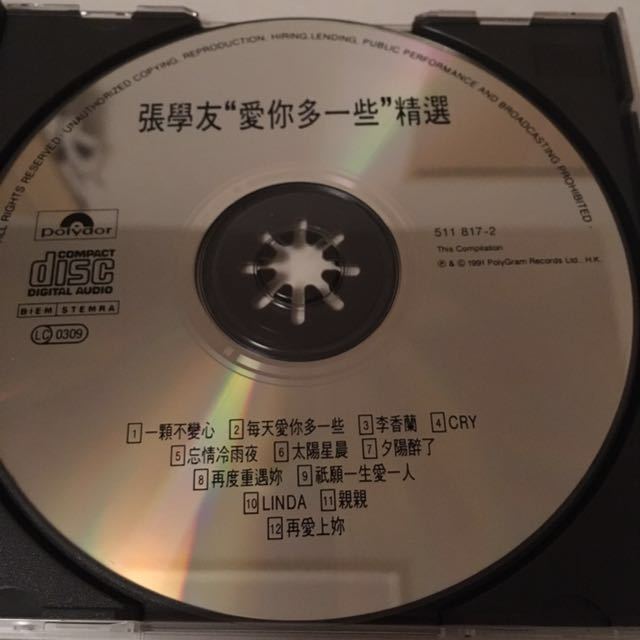 ALL RIGHTS RESERVED · UNAUTHORIZED COPYING, REPRODUCTION, HIRING, LENDING, PUBLIC PERFORMANCE AND BROADCASTING PROHIBITED ·
張學友“愛你多一些”精選
polydor
COMPACT
disc
DIGITAL AUDIO
BIEM STEMRA
LC 0309
511 817-2
This Compilation
℗ & © 1991 PolyGram Records Ltd., H.K.
1 一顆不變心 2 每天愛你多一些 3 李香蘭 4 CRY
5 忘情冷雨夜 6 太陽星晨 7 夕陽醉了
8 再度重遇妳 9 祇願一生愛一人
10 LINDA 11 親親
12 再愛上妳